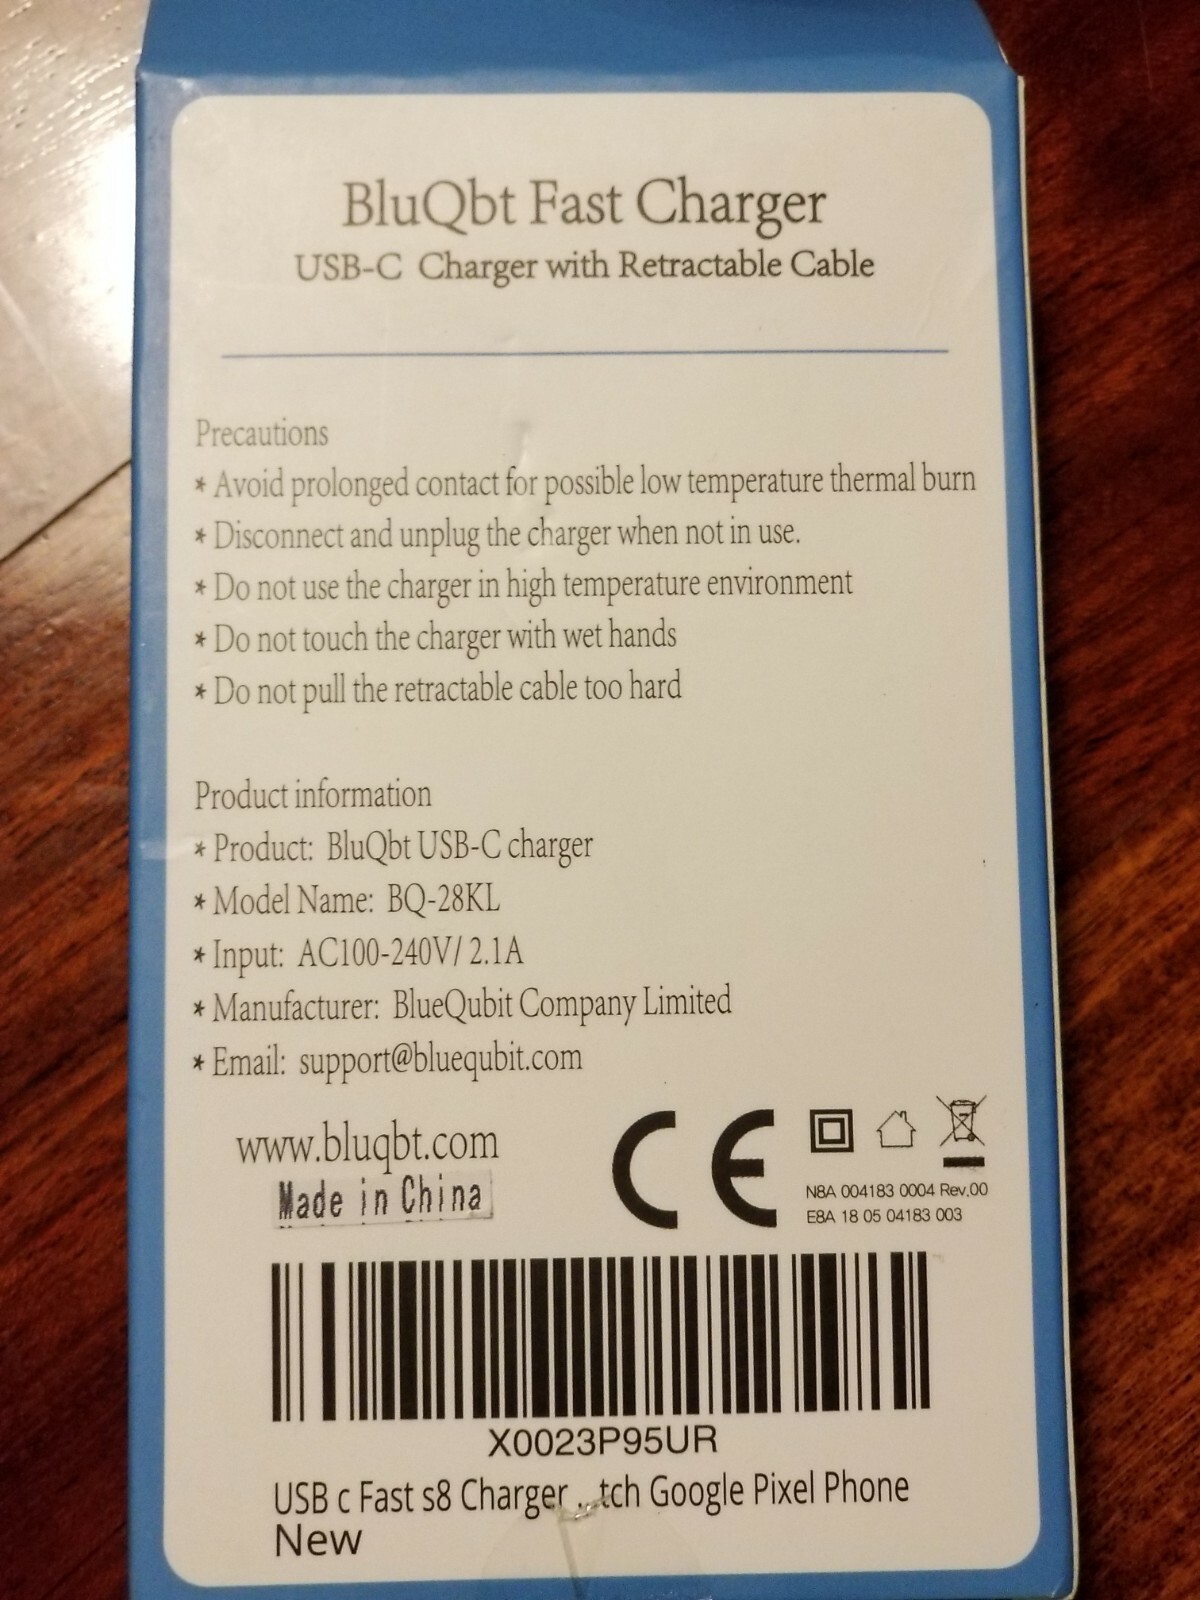 BluQbt Fast Charger
USB-C Charger with Retractable Cable
Precautions
* Avoid prolonged contact for possible low temperature thermal burn
* Disconnect and unplug the charger when not in use.
* Do not use the charger in high temperature environment
* Do not touch the charger with wet hands
* Do not pull the retractable cable too hard
Product information
* Product: BluQbt USB-C charger
* Model Name: BQ-28KL
* Input: AC100-240V/ 2.1A
* Manufacturer: BlueQubit Company Limited
* Email: support@bluequbit.com
www.bluqbt.com
Made in China
CE
N8A 004183 0004 Rev.00
E8A 18 05 04183 003
X0023P95UR
USB c Fast s8 Charger ...tch Google Pixel Phone
New